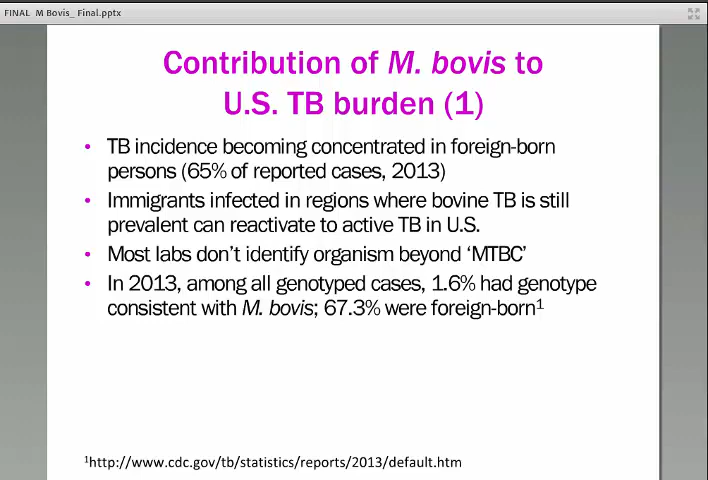 FINAL M Bovis_ Final.pptx
Contribution of M. bovis to
U.S. TB burden (1)
• TB incidence becoming concentrated in foreign-born
persons (65% of reported cases, 2013)
• Immigrants infected in regions where bovine TB is still
prevalent can reactivate to active TB in U.S.
• Most labs don't identify organism beyond 'MTBC'
• In 2013, among all genotyped cases, 1.6% had genotype
consistent with M. bovis; 67.3% were foreign-born¹
¹http://www.cdc.gov/tb/statistics/reports/2013/default.htm